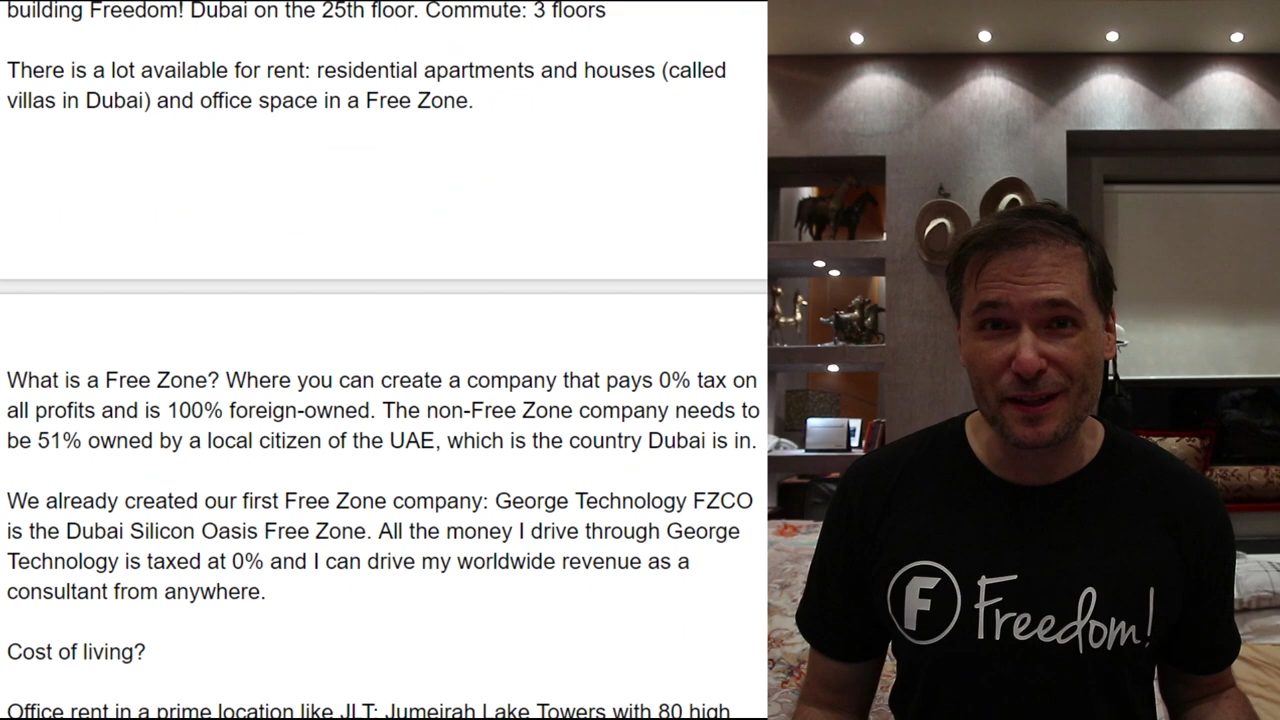 building Freedom! Dubai on the 25th floor. Commute: 3 floors
There is a lot available for rent: residential apartments and houses (called
villas in Dubai) and office space in a Free Zone.
What is a Free Zone? Where you can create a company that pays 0% tax on
all profits and is 100% foreign-owned. The non-Free Zone company needs to
be 51% owned by a local citizen of the UAE, which is the country Dubai is in.
We already created our first Free Zone company: George Technology FZCO
is the Dubai Silicon Oasis Free Zone. All the money I drive through George
Technology is taxed at 0% and I can drive my worldwide revenue as a
consultant from anywhere.
Cost of living?
Office rent in a prime location like JLT: Jumeirah Lake Towers with 80 high
F Freedom!